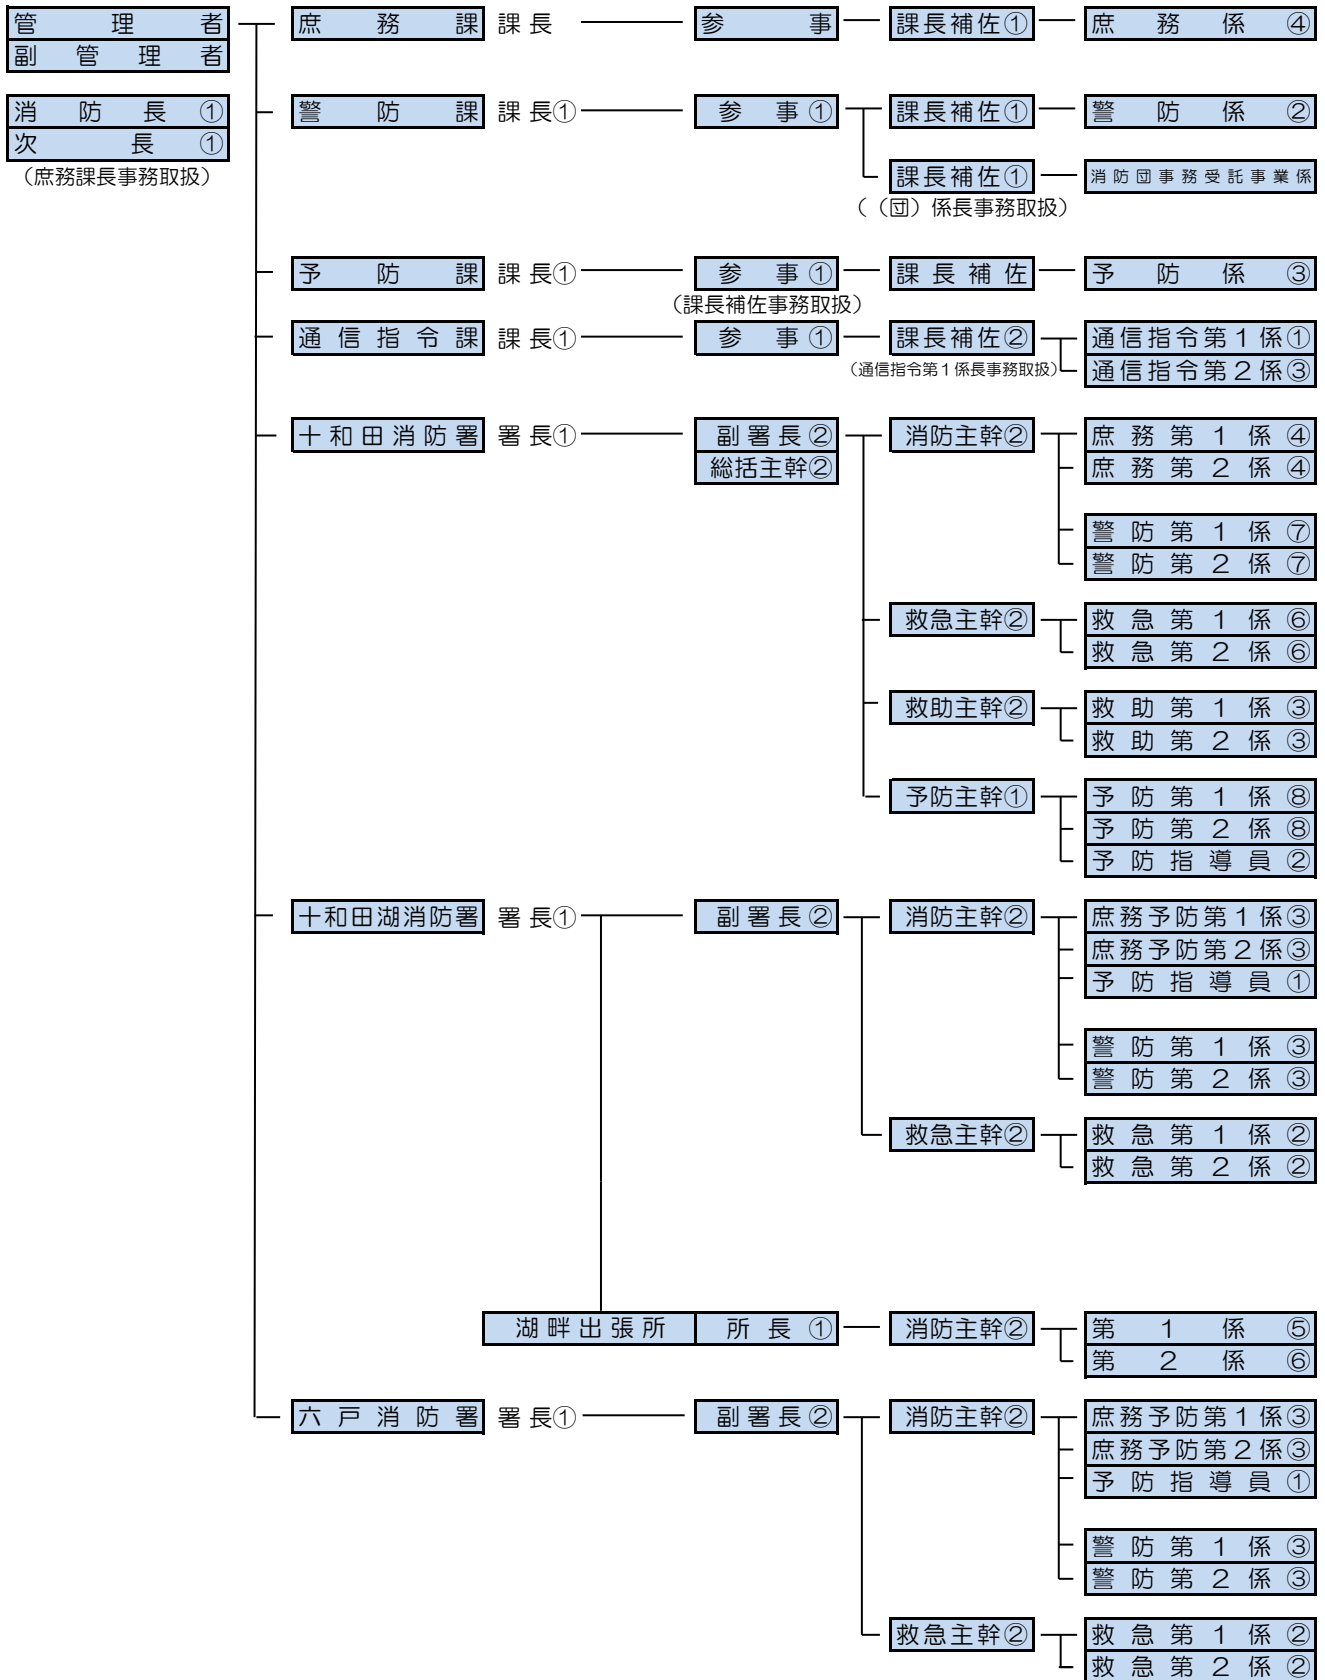 管理者 庶務課 課長 参事 課長補佐① 庶務係④
副管理者
消防長① 警防課 課長① 参事① 課長補佐① 警防係②
次長①
（庶務課長事務取扱） 課長補佐① 消防団事務受託事業係
（（団）係長事務取扱）
予防課 課長① 参事① 課長補佐 予防係③
（課長補佐事務取扱）
通信指令課 課長① 参事① 課長補佐② 通信指令第１係①
（通信指令第１係長事務取扱） 通信指令第２係③
十和田消防署 署長① 副署長② 消防主幹② 庶務第１係④
総括主幹② 庶務第２係④
警防第１係⑦
警防第２係⑦
救急主幹② 救急第１係⑥
救急第２係⑥
救助主幹② 救助第１係③
救助第２係③
予防主幹① 予防第１係⑧
予防第２係⑧
予防指導員②
十和田湖消防署 署長① 副署長② 消防主幹② 庶務予防第１係③
庶務予防第２係③
予防指導員①
警防第１係③
警防第２係③
救急主幹② 救急第１係②
救急第２係②
湖畔出張所 所長① 消防主幹② 第１係⑤
第２係⑥
六戸消防署 署長① 副署長② 消防主幹② 庶務予防第１係③
庶務予防第２係③
予防指導員①
警防第１係③
警防第２係③
救急主幹② 救急第１係②
救急第２係②